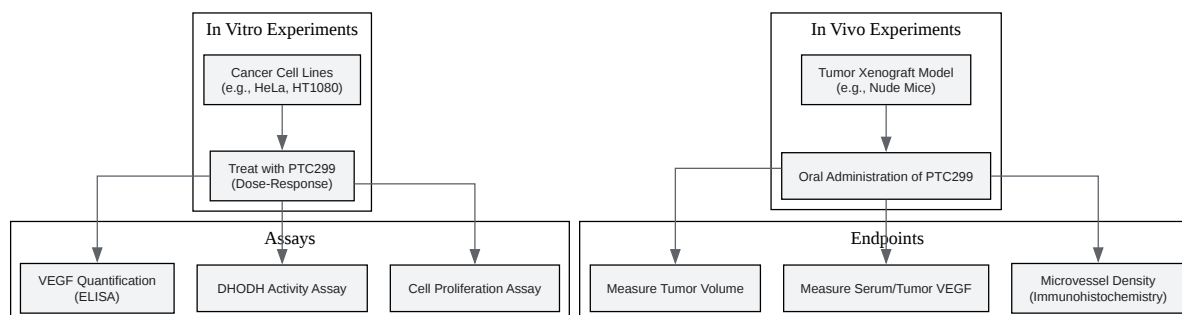 In Vitro Experiments
Cancer Cell Lines
(e.g., HeLa, HT1080)
Treat with PTC299
(Dose-Response)
Assays
VEGF Quantification
(ELISA)
DHODH Activity Assay
Cell Proliferation Assay
In Vivo Experiments
Tumor Xenograft Model
(e.g., Nude Mice)
Oral Administration of PTC299
Endpoints
Measure Tumor Volume
Measure Serum/Tumor VEGF
Microvessel Density
(Immunohistochemistry)